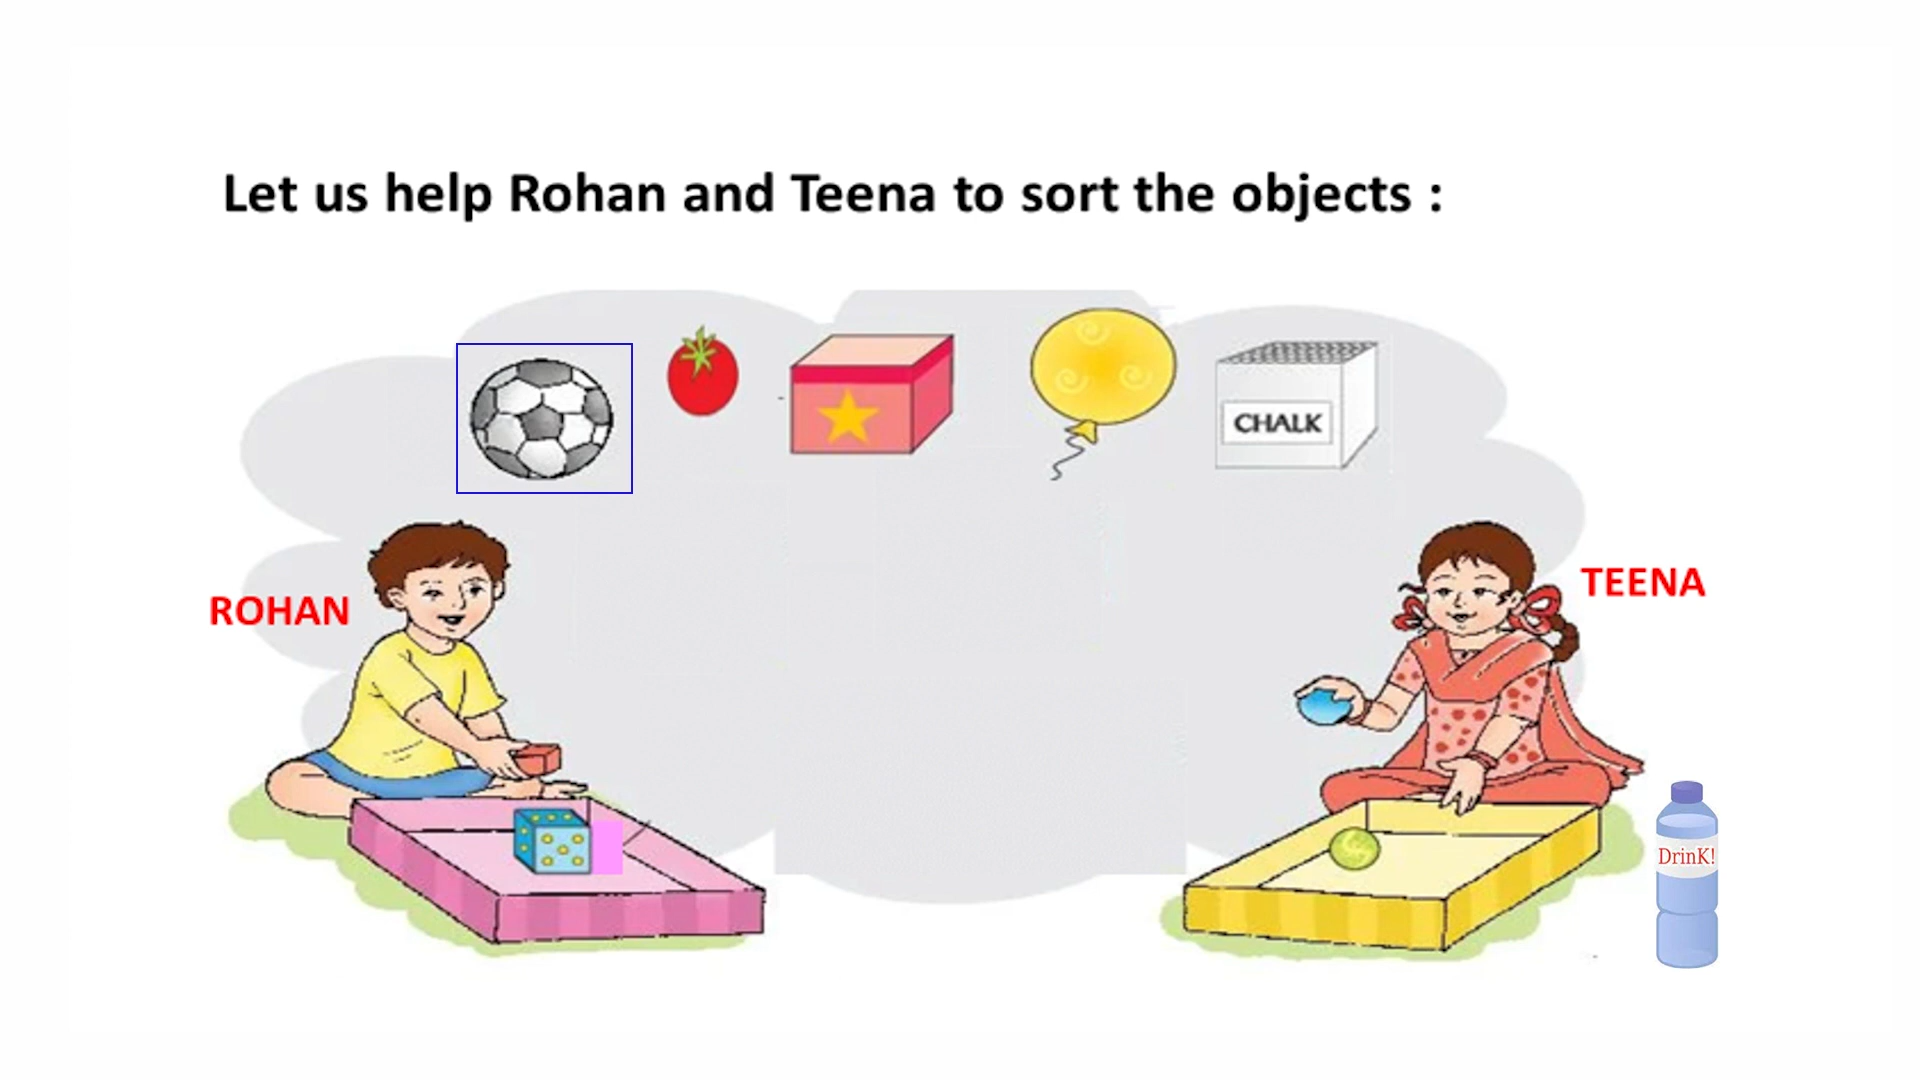 Let us help Rohan and Teena to sort the objects :
CHALK
TEENA
ROHAN
DrinK!